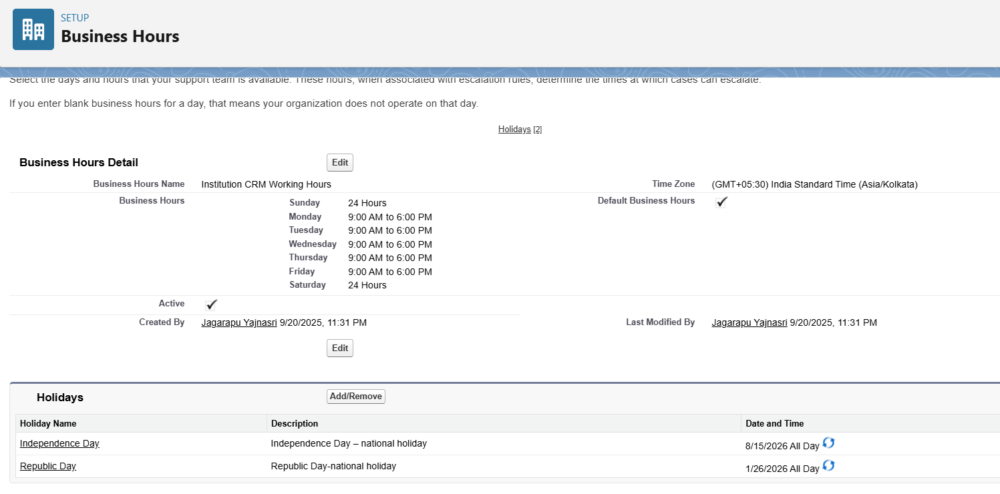 SETUP
Business Hours
Select the days and hours that your support team is available. These hours, when associated with escalation rules, determine the times at which cases can escalate.
If you enter blank business hours for a day, that means your organization does not operate on that day.
Holidays [2]
Business Hours Detail Edit
Business Hours Name Institution CRM Working Hours Time Zone (GMT+05:30) India Standard Time (Asia/Kolkata)
Business Hours Sunday 24 Hours Default Business Hours
Monday 9:00 AM to 6:00 PM
Tuesday 9:00 AM to 6:00 PM
Wednesday 9:00 AM to 6:00 PM
Thursday 9:00 AM to 6:00 PM
Friday 9:00 AM to 6:00 PM
Saturday 24 Hours
Active
Created By Jagarapu Yajnasri 9/20/2025, 11:31 PM Last Modified By Jagarapu Yajnasri 9/20/2025, 11:31 PM
Edit
Holidays Add/Remove
Holiday Name Description Date and Time
Independence Day Independence Day – national holiday 8/15/2026 All Day
Republic Day Republic Day-national holiday 1/26/2026 All Day